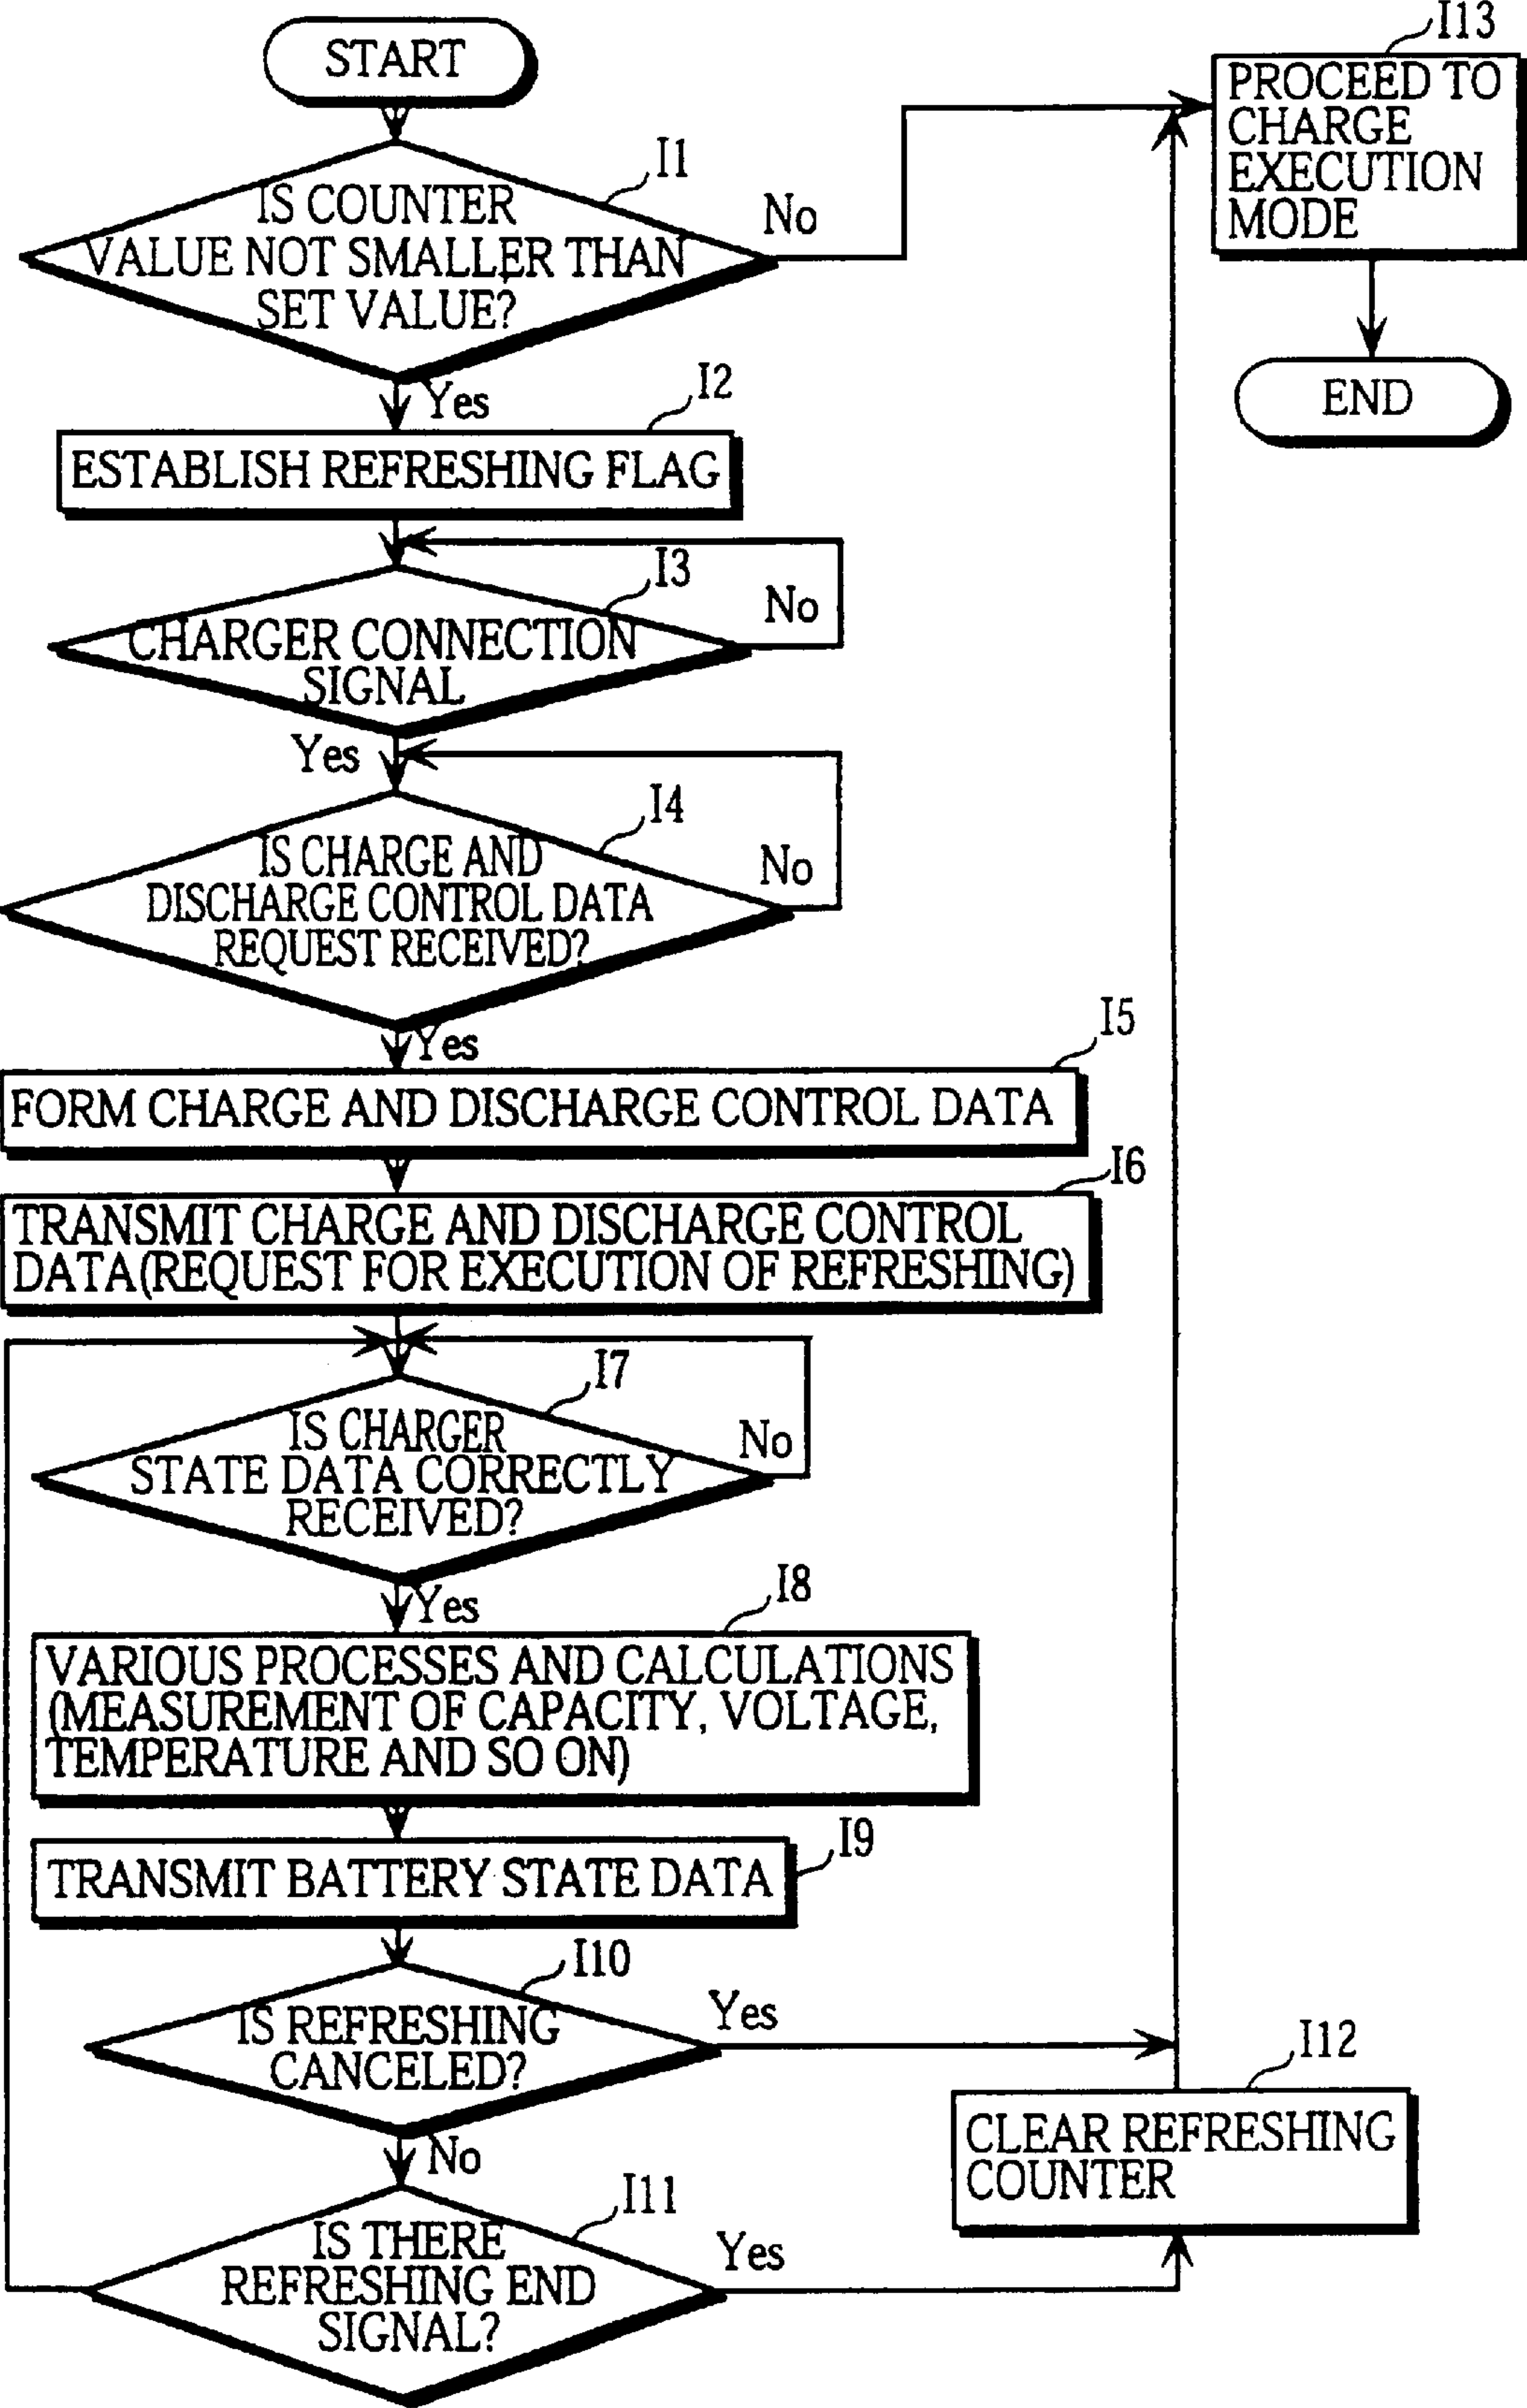 START
I1
IS COUNTER
VALUE NOT SMALLER THAN
SET VALUE?
No
Yes
I2
ESTABLISH REFRESHING FLAG
I3
No
CHARGER CONNECTION
SIGNAL
Yes
I4
IS CHARGE AND
DISCHARGE CONTROL DATA
REQUEST RECEIVED?
No
Yes
I5
FORM CHARGE AND DISCHARGE CONTROL DATA
I6
TRANSMIT CHARGE AND DISCHARGE CONTROL
DATA(REQUEST FOR EXECUTION OF REFRESHING)
I7
IS CHARGER
STATE DATA CORRECTLY
RECEIVED?
No
Yes
I8
VARIOUS PROCESSES AND CALCULATIONS
(MEASUREMENT OF CAPACITY, VOLTAGE,
TEMPERATURE AND SO ON)
I9
TRANSMIT BATTERY STATE DATA
I10
IS REFRESHING
CANCELED?
Yes
No
I11
IS THERE
REFRESHING END
SIGNAL?
Yes
I12
CLEAR REFRESHING
COUNTER
I13
PROCEED TO
CHARGE
EXECUTION
MODE
END